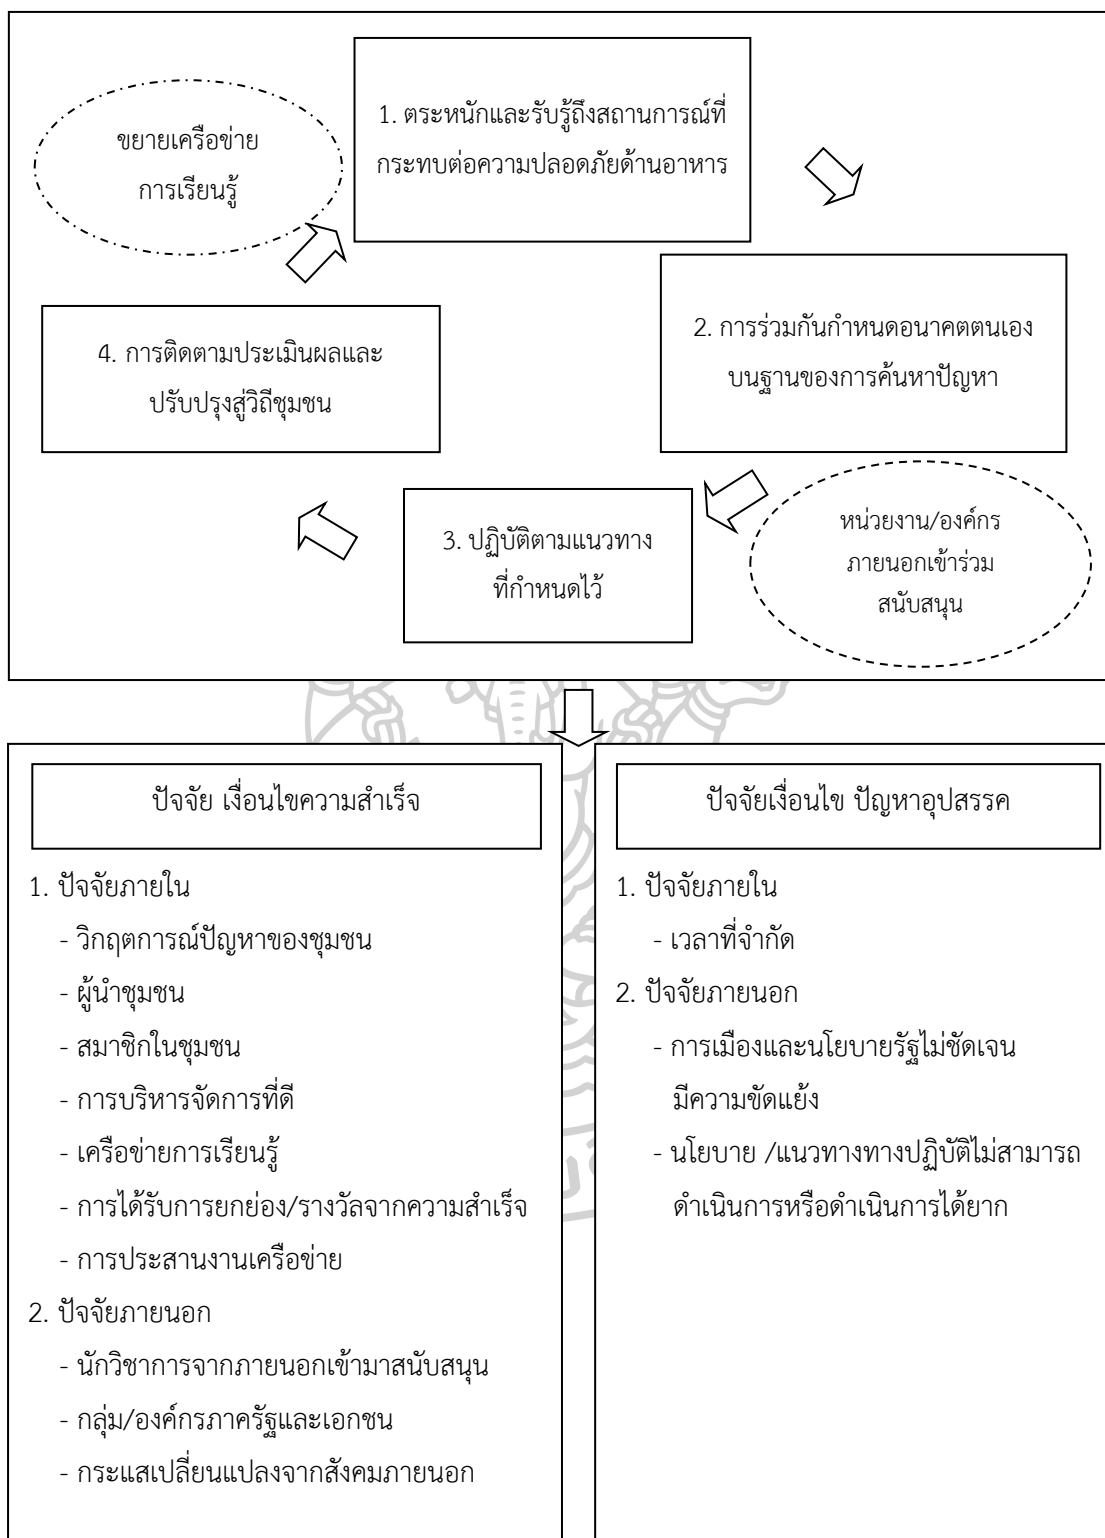 ขยายเครือข่าย
การเรียนรู้
1. ตระหนักและรับรู้ถึงสถานการณ์ที่
กระทบต่อความปลอดภัยด้านอาหาร
2. การร่วมกันกำหนดอนาคตตนเอง
บนฐานของการค้นหาปัญหา
4. การติดตามประเมินผลและ
ปรับปรุงสู่วิถีชุมชน
3. ปฏิบัติตามแนวทาง
ที่กำหนดไว้
หน่วยงาน/องค์กร
ภายนอกเข้าร่วม
สนับสนุน
ปัจจัย เงื่อนไขความสำเร็จ
1. ปัจจัยภายใน
- วิกฤตการณ์ปัญหาของชุมชน
- ผู้นำชุมชน
- สมาชิกในชุมชน
- การบริหารจัดการที่ดี
- เครือข่ายการเรียนรู้
- การได้รับการยกย่อง/รางวัลจากความสำเร็จ
- การประสานงานเครือข่าย
2. ปัจจัยภายนอก
- นักวิชาการจากภายนอกเข้ามาสนับสนุน
- กลุ่ม/องค์กรภาครัฐและเอกชน
- กระแสเปลี่ยนแปลงจากสังคมภายนอก
ปัจจัยเงื่อนไข ปัญหาอุปสรรค
1. ปัจจัยภายใน
- เวลาที่จำกัด
2. ปัจจัยภายนอก
- การเมืองและนโยบายรัฐไม่ชัดเจน
มีความขัดแย้ง
- นโยบาย /แนวทางทางปฏิบัติไม่สามารถ
ดำเนินการหรือดำเนินการได้ยาก